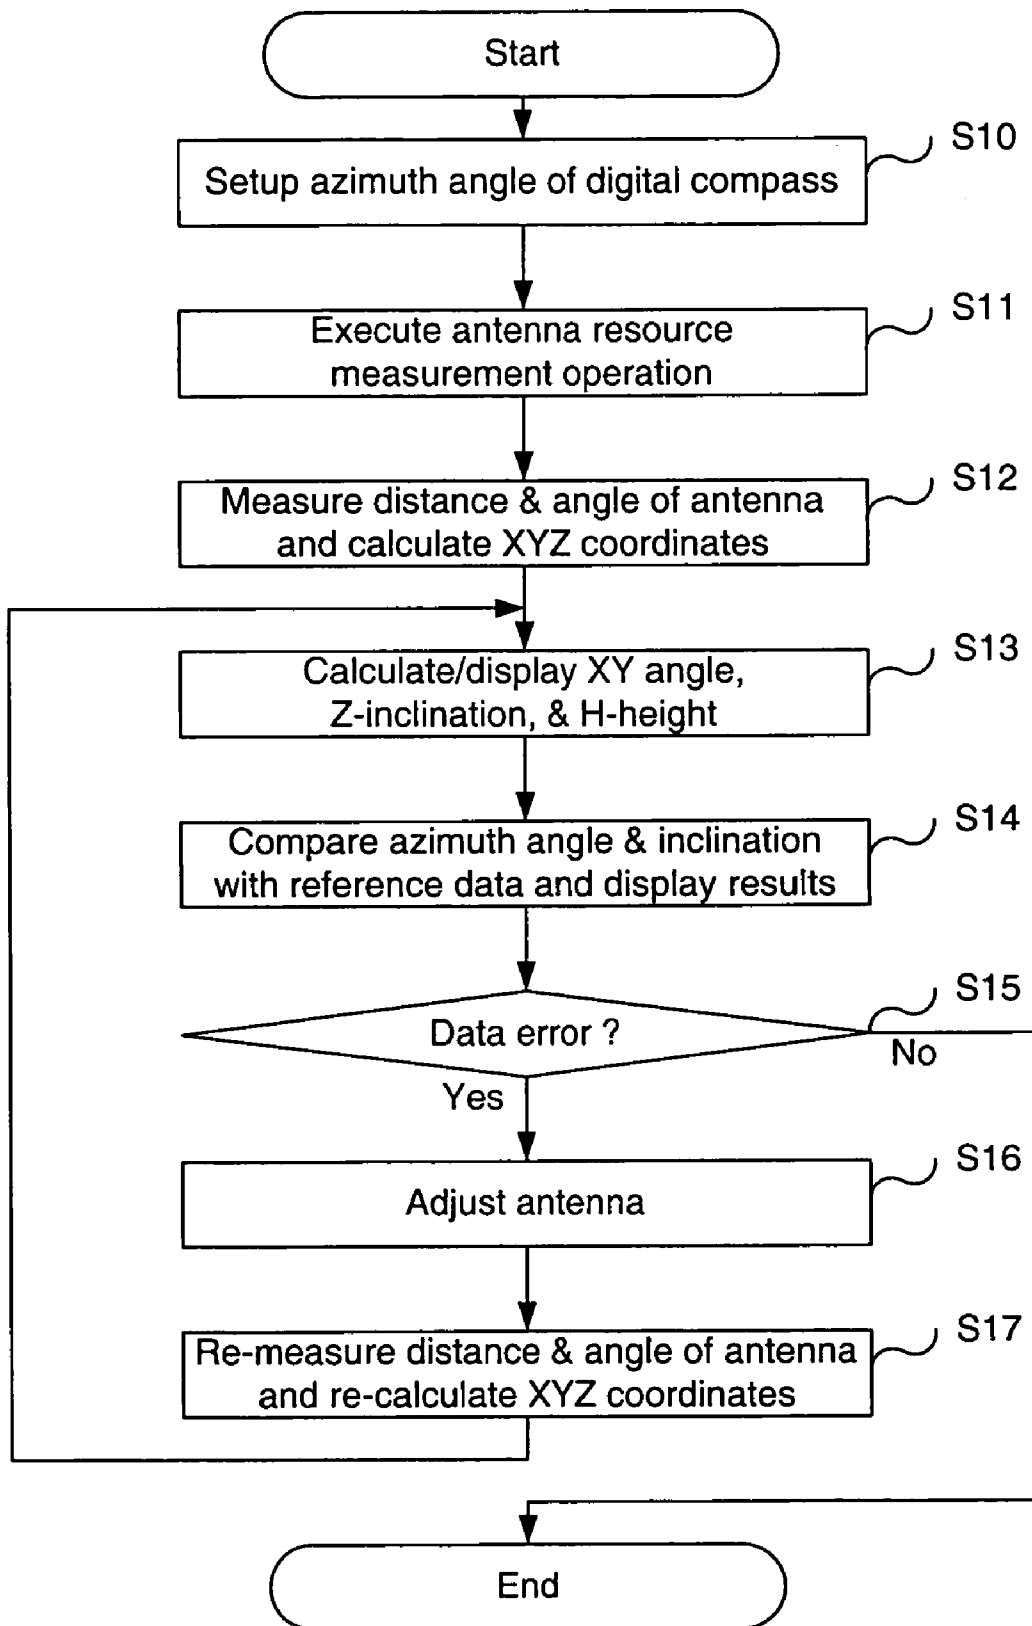 Start
S10
Setup azimuth angle of digital compass
S11
Execute antenna resource
measurement operation
S12
Measure distance & angle of antenna
and calculate XYZ coordinates
S13
Calculate/display XY angle,
Z-inclination, & H-height
S14
Compare azimuth angle & inclination
with reference data and display results
S15
Data error ?
No
Yes
S16
Adjust antenna
S17
Re-measure distance & angle of antenna
and re-calculate XYZ coordinates
End